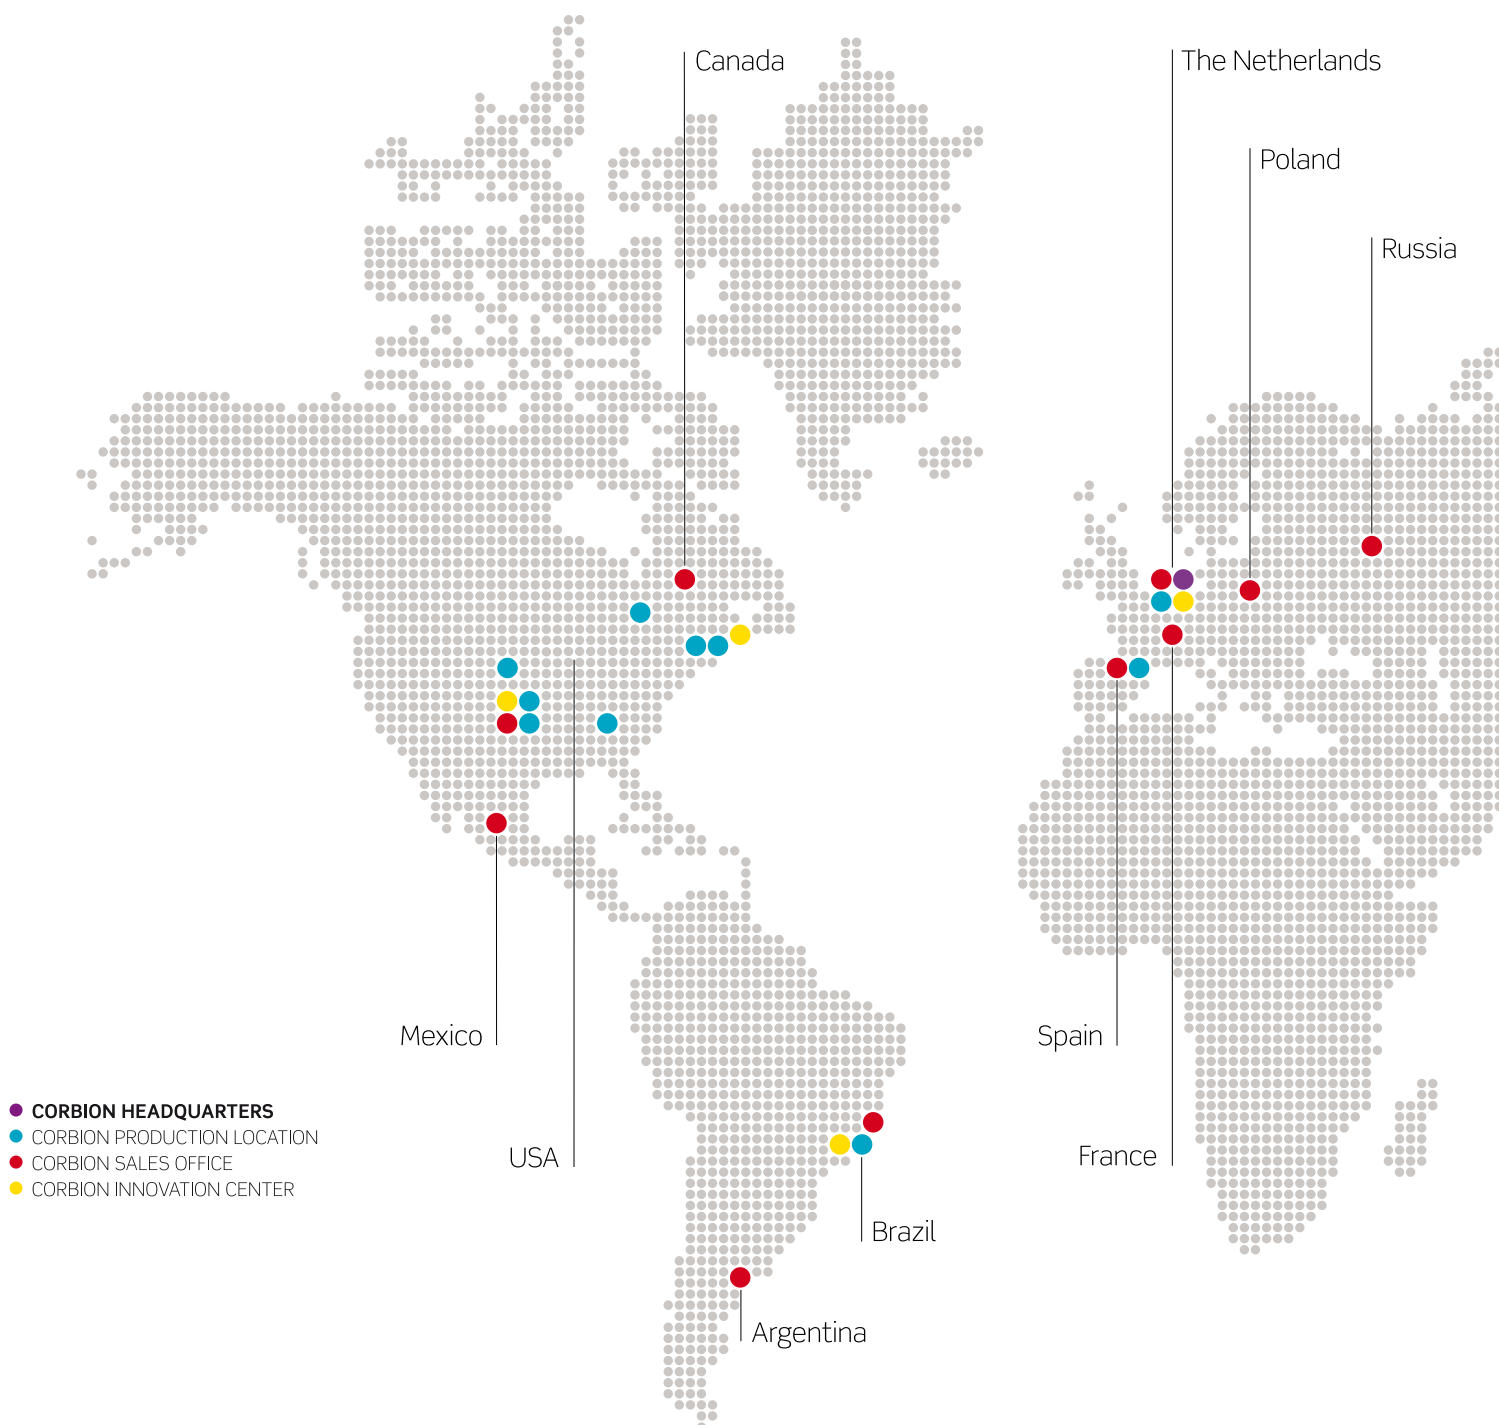 Canada
The Netherlands
Poland
Russia
Mexico
Spain
CORBION HEADQUARTERS
CORBION PRODUCTION LOCATION
CORBION SALES OFFICE
CORBION INNOVATION CENTER
USA
France
Brazil
Argentina